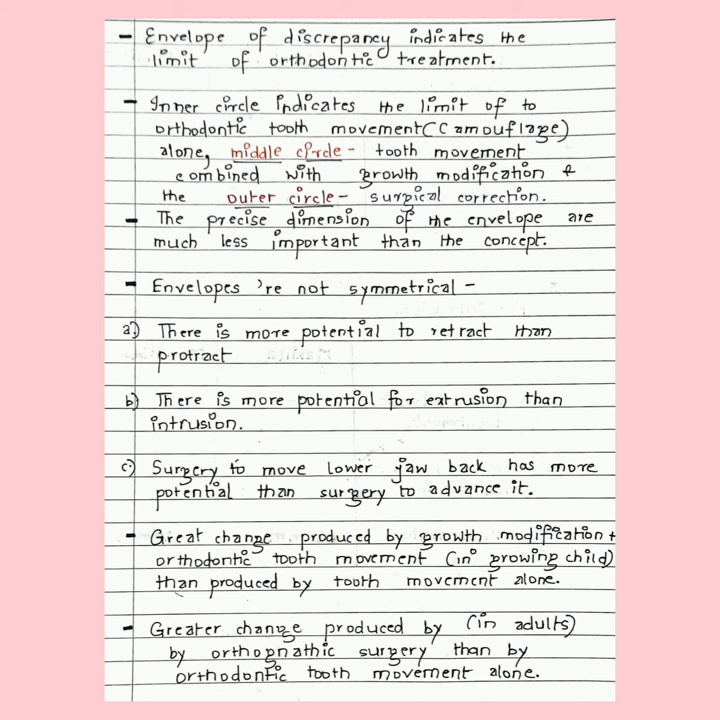 - Envelope of discrepancy indicates the
limit of orthodontic treatment.
- Inner circle indicates the limit of to
orthodontic tooth movement (Camouflage)
alone, middle circle - tooth movement
combined with growth modification &
the outer circle - surgical correction.
- The precise dimension of the envelope are
much less important than the concept.
- Envelopes 're not symmetrical -
a) There is more potential to retract than
protract
b) There is more potential for extrusion than
intrusion.
c) Surgery to move lower jaw back has more
potential than surgery to advance it.
- Great change produced by growth modification +
orthodontic tooth movement (in growing child)
than produced by tooth movement alone.
- Greater change produced by (in adults)
by orthognathic surgery than by
orthodontic tooth movement alone.